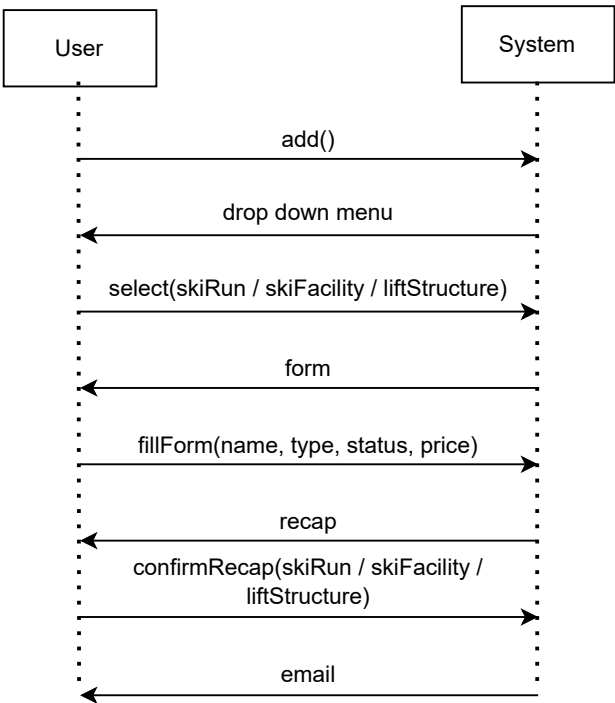 User
System
add()
drop down menu
select(skiRun / skiFacility / liftStructure)
form
fillForm(name, type, status, price)
recap
confirmRecap(skiRun / skiFacility /
liftStructure)
email